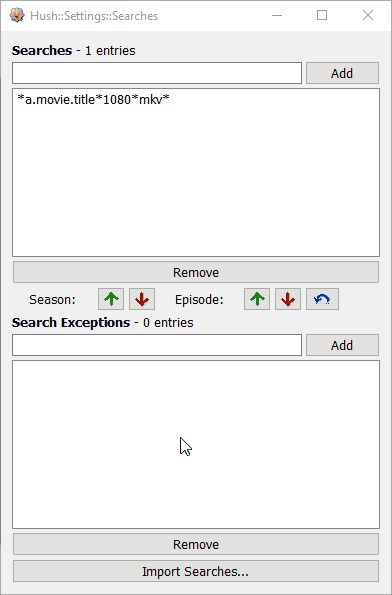 Hush::Settings::Searches
Searches - 1 entries
Add
*a.movie.title*1080*mkv*
Remove
Season: Episode:
Search Exceptions - 0 entries
Add
Remove
Import Searches...